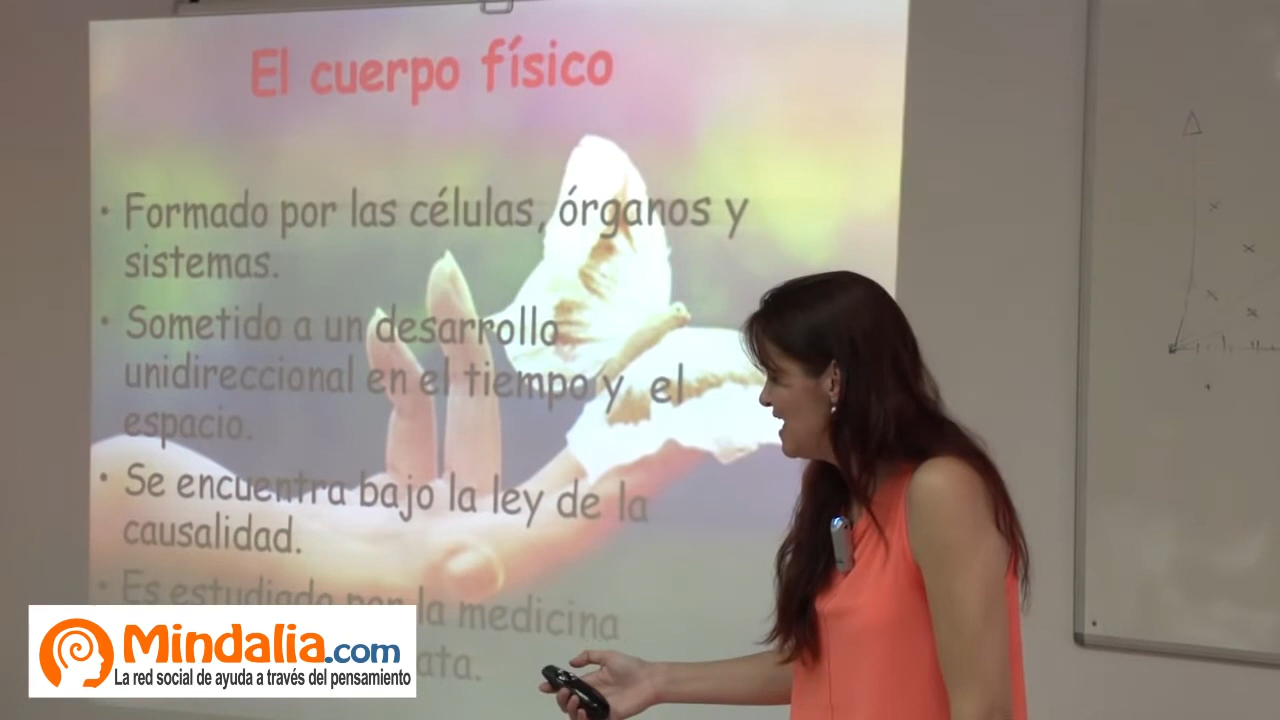 El cuerpo físico
• Formado por las células, órganos y
sistemas.
• Sometido a un desarrollo
unidireccional en el tiempo y el
espacio.
• Se encuentra bajo la ley de la
causalidad.
• Es estudiado por la medicina
Mindalia.com
La red social de ayuda a través del pensamiento